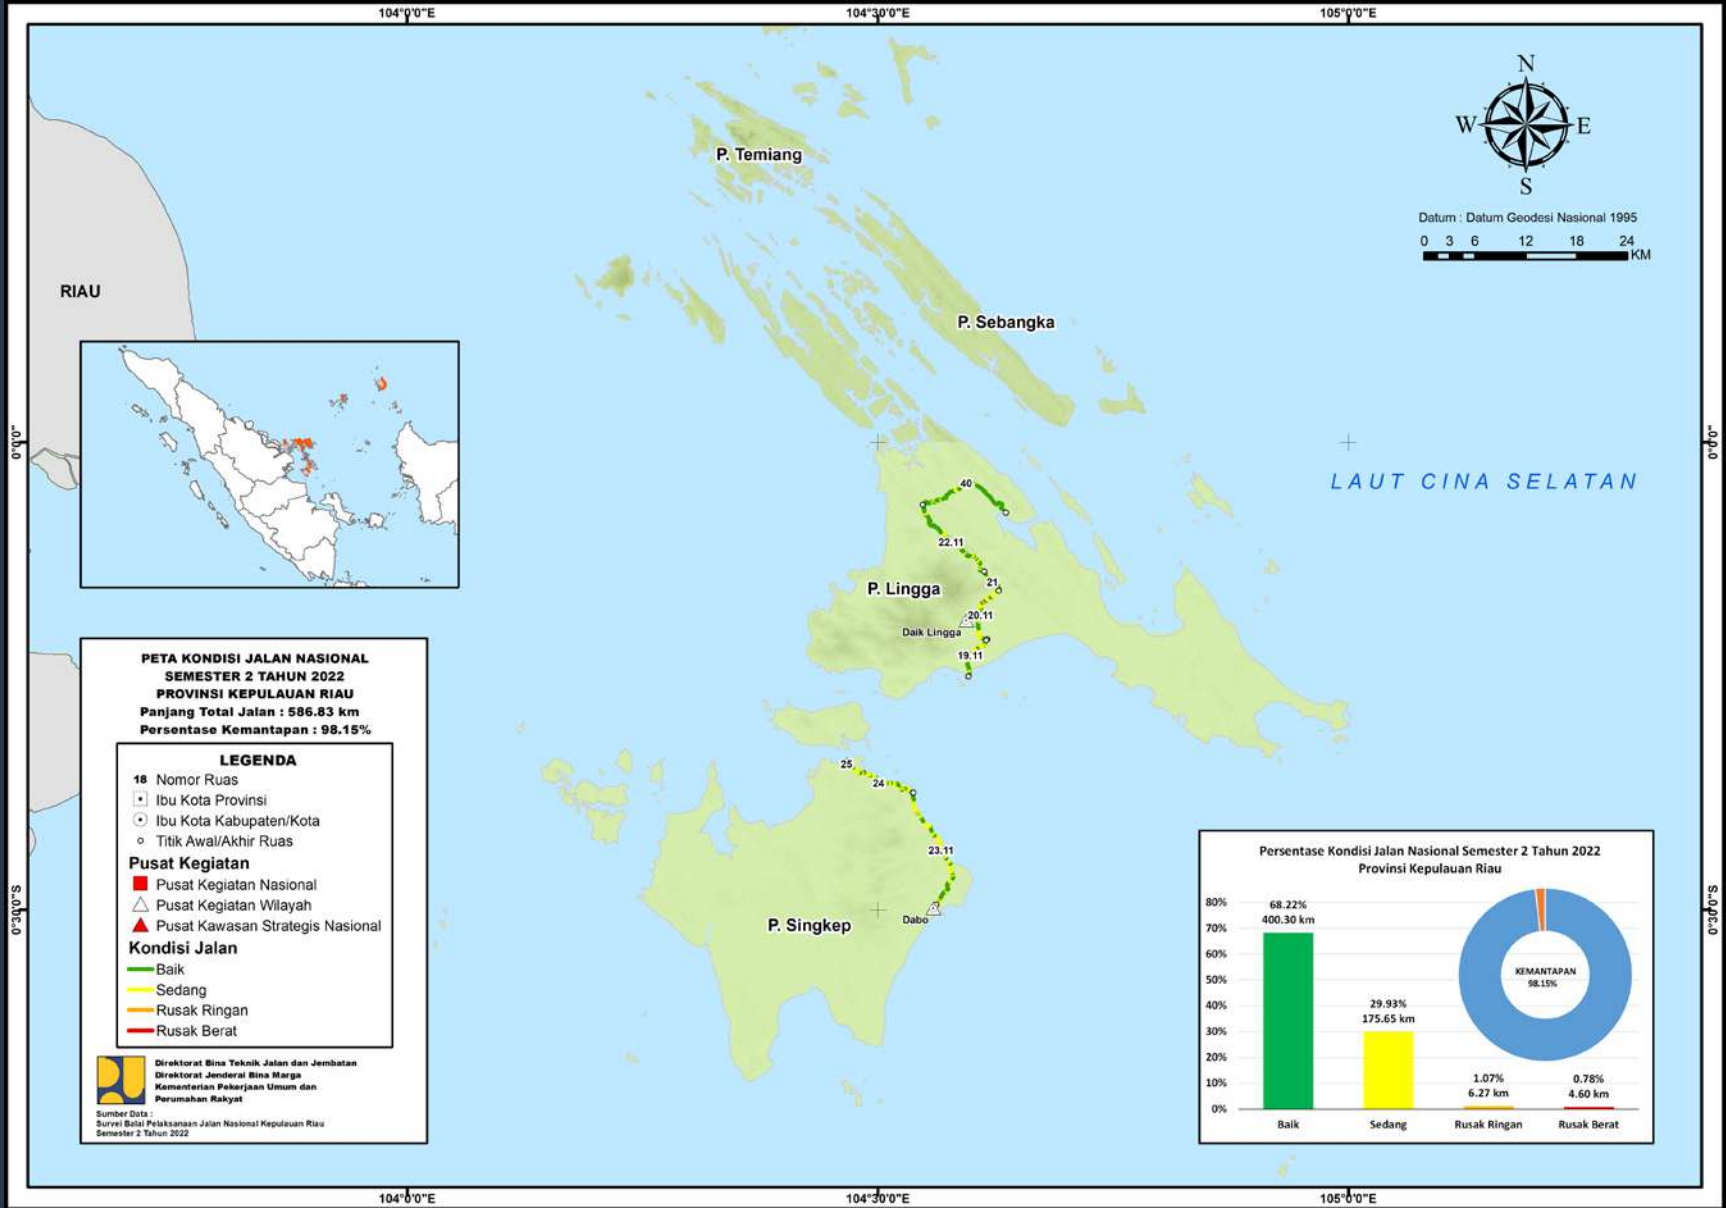 104°0'0"E
104°30'0"E
105°0'0"E
N
W
E
S
Datum : Datum Geodesi Nasional 1995
0 3 6 12 18 24
KM
P. Temiang
RIAU
P. Sebangka
0°0'0"
0°0'0"
LAUT CINA SELATAN
40
22.11
21
P. Lingga
20.11
Daik Lingga
19.11
PETA KONDISI JALAN NASIONAL
SEMESTER 2 TAHUN 2022
PROVINSI KEPULAUAN RIAU
Panjang Total Jalan : 586.83 km
Persentase Kemantapan : 98.15%
LEGENDA
18 Nomor Ruas
Ibu Kota Provinsi
Ibu Kota Kabupaten/Kota
Titik Awal/Akhir Ruas
Pusat Kegiatan
Pusat Kegiatan Nasional
Pusat Kegiatan Wilayah
Pusat Kawasan Strategis Nasional
Kondisi Jalan
Baik
Sedang
Rusak Ringan
Rusak Berat
Direktorat Bina Teknik Jalan dan Jembatan
Direktorat Jenderal Bina Marga
Kementerian Pekerjaan Umum dan
Perumahan Rakyat
Sumber Data :
Survei Balai Pelaksanaan Jalan Nasional Kepulauan Riau
Semester 2 Tahun 2022
25
24
23.11
Dabo
P. Singkep
0°30'0"S
0°30'0"S
Persentase Kondisi Jalan Nasional Semester 2 Tahun 2022
Provinsi Kepulauan Riau
80%
70%
60%
50%
40%
30%
20%
10%
0%
68.22%
400.30 km
29.93%
175.65 km
1.07%
6.27 km
0.78%
4.60 km
KEMANTAPAN
98.15%
Baik
Sedang
Rusak Ringan
Rusak Berat
104°0'0"E
104°30'0"E
105°0'0"E